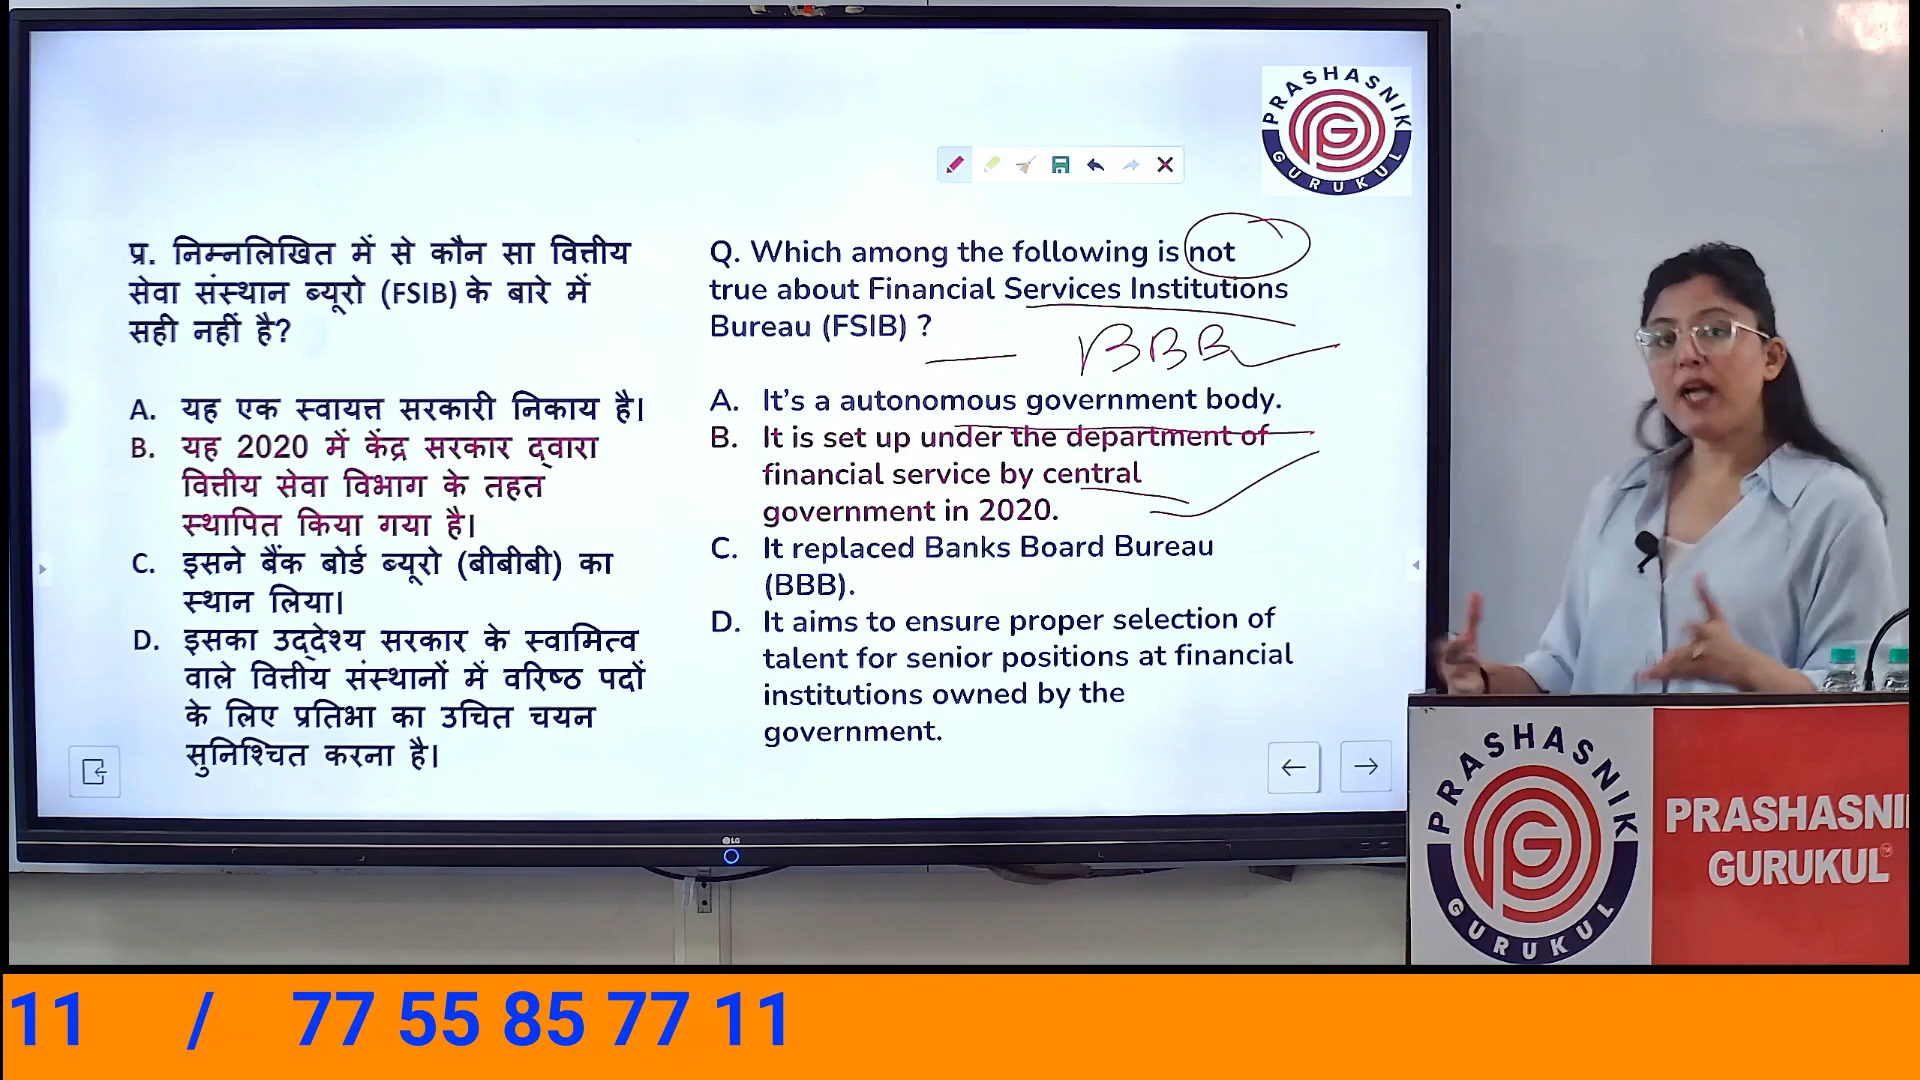 PRASHASNIK
GURUKUL
प्र. निम्नलिखित में से कौन सा वित्तीय
सेवा संस्थान ब्यूरो (FSIB) के बारे में
सही नहीं है?
A. यह एक स्वायत्त सरकारी निकाय है।
B. यह 2020 में केंद्र सरकार द्वारा
वित्तीय सेवा विभाग के तहत
स्थापित किया गया है।
C. इसने बैंक बोर्ड ब्यूरो (बीबीबी) का
स्थान लिया।
D. इसका उद्देश्य सरकार के स्वामित्व
वाले वित्तीय संस्थानों में वरिष्ठ पदों
के लिए प्रतिभा का उचित चयन
सुनिश्चित करना है।
Q. Which among the following is not
true about Financial Services Institutions
Bureau (FSIB) ?
BBB
A. It's a autonomous government body.
B. It is set up under the department of
financial service by central
government in 2020.
C. It replaced Banks Board Bureau
(BBB).
D. It aims to ensure proper selection of
talent for senior positions at financial
institutions owned by the
government.
LG
PRASHASNIK
GURUKUL
PRASHASNI
GURUKUL
11 / 77 55 85 77 11